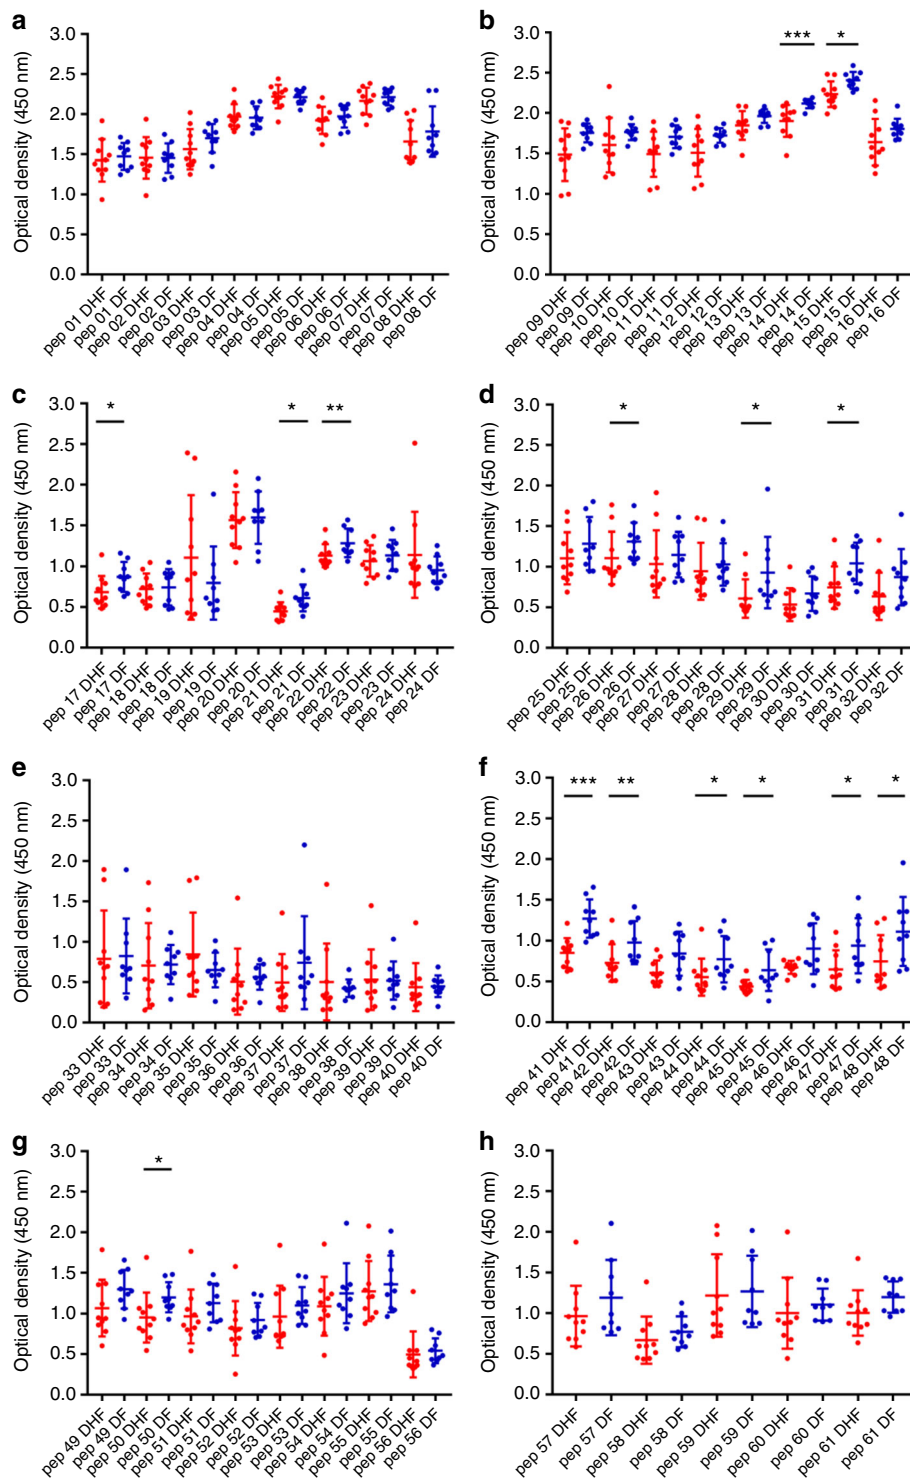 a
Optical density (450 nm)
3.0
2.5
2.0
1.5
1.0
0.5
0.0
pep 01 DHF
pep 01 DF
pep 02 DHF
pep 02 DF
pep 03 DHF
pep 03 DF
pep 04 DHF
pep 04 DF
pep 05 DHF
pep 05 DF
pep 06 DHF
pep 06 DF
pep 07 DHF
pep 07 DF
pep 08 DHF
pep 08 DF
b
Optical density (450 nm)
3.0
2.5
2.0
1.5
1.0
0.5
0.0
*** *
pep 09 DHF
pep 09 DF
pep 10 DHF
pep 10 DF
pep 11 DHF
pep 11 DF
pep 12 DHF
pep 12 DF
pep 13 DHF
pep 13 DF
pep 14 DHF
pep 14 DF
pep 15 DHF
pep 15 DF
pep 16 DHF
pep 16 DF
c
Optical density (450 nm)
3.0
2.5
2.0
1.5
1.0
0.5
0.0
* * **
pep 17 DHF
pep 17 DF
pep 18 DHF
pep 18 DF
pep 19 DHF
pep 19 DF
pep 20 DHF
pep 20 DF
pep 21 DHF
pep 21 DF
pep 22 DHF
pep 22 DF
pep 23 DHF
pep 23 DF
pep 24 DHF
pep 24 DF
d
Optical density (450 nm)
3.0
2.5
2.0
1.5
1.0
0.5
0.0
* * *
pep 25 DHF
pep 25 DF
pep 26 DHF
pep 26 DF
pep 27 DHF
pep 27 DF
pep 28 DHF
pep 28 DF
pep 29 DHF
pep 29 DF
pep 30 DHF
pep 30 DF
pep 31 DHF
pep 31 DF
pep 32 DHF
pep 32 DF
e
Optical density (450 nm)
3.0
2.5
2.0
1.5
1.0
0.5
0.0
pep 33 DHF
pep 33 DF
pep 34 DHF
pep 34 DF
pep 35 DHF
pep 35 DF
pep 36 DHF
pep 36 DF
pep 37 DHF
pep 37 DF
pep 38 DHF
pep 38 DF
pep 39 DHF
pep 39 DF
pep 40 DHF
pep 40 DF
f
Optical density (450 nm)
3.0
2.5
2.0
1.5
1.0
0.5
0.0
*** ** * * * *
pep 41 DHF
pep 41 DF
pep 42 DHF
pep 42 DF
pep 43 DHF
pep 43 DF
pep 44 DHF
pep 44 DF
pep 45 DHF
pep 45 DF
pep 46 DHF
pep 46 DF
pep 47 DHF
pep 47 DF
pep 48 DHF
pep 48 DF
g
Optical density (450 nm)
3.0
2.5
2.0
1.5
1.0
0.5
0.0
*
pep 49 DHF
pep 49 DF
pep 50 DHF
pep 50 DF
pep 51 DHF
pep 51 DF
pep 52 DHF
pep 52 DF
pep 53 DHF
pep 53 DF
pep 54 DHF
pep 54 DF
pep 55 DHF
pep 55 DF
pep 56 DHF
pep 56 DF
h
Optical density (450 nm)
3.0
2.5
2.0
1.5
1.0
0.5
0.0
pep 57 DHF
pep 57 DF
pep 58 DHF
pep 58 DF
pep 59 DHF
pep 59 DF
pep 60 DHF
pep 60 DF
pep 61 DHF
pep 61 DF